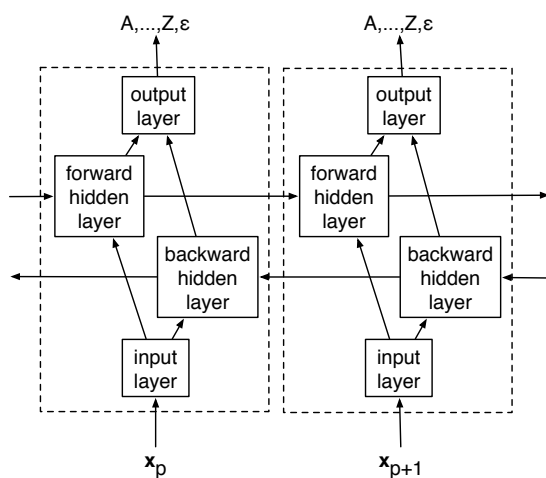 A,...,Z,ε
A,...,Z,ε
output
layer
output
layer
forward
hidden
layer
forward
hidden
layer
backward
hidden
layer
backward
hidden
layer
input
layer
input
layer
xp
xp+1